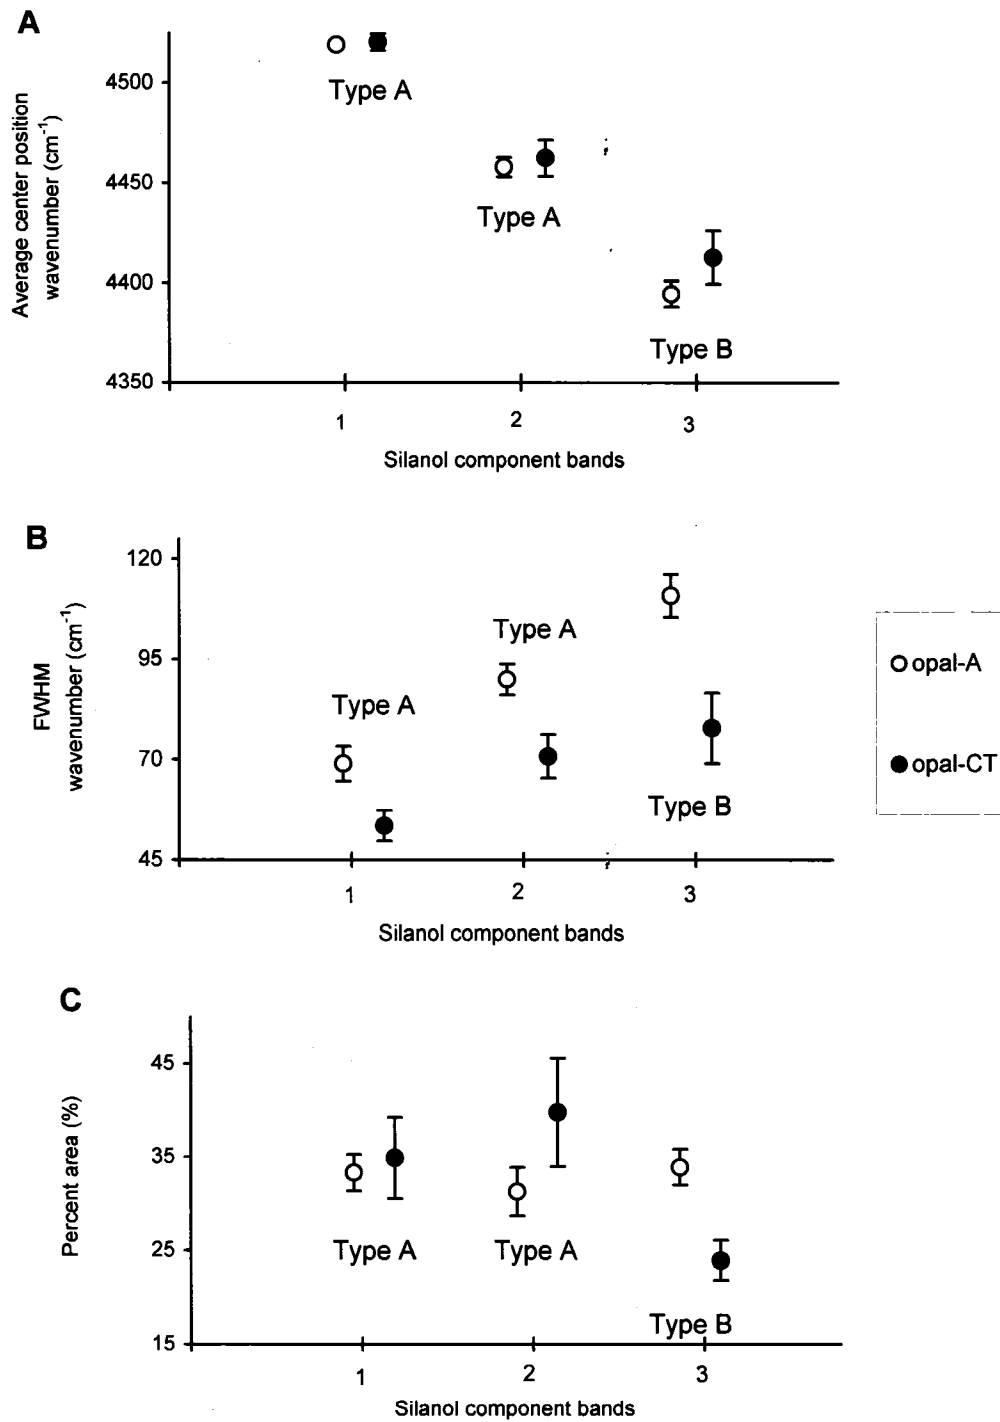 A
Average center position
wavenumber (cm⁻¹)
4500
4450
4400
4350
Type A
Type A
Type B
1
2
3
Silanol component bands
B
FWHM
wavenumber (cm⁻¹)
120
95
70
45
Type A
Type A
Type B
1
2
3
Silanol component bands
opal-A
opal-CT
C
Percent area (%)
45
35
25
15
Type A
Type A
Type B
1
2
3
Silanol component bands